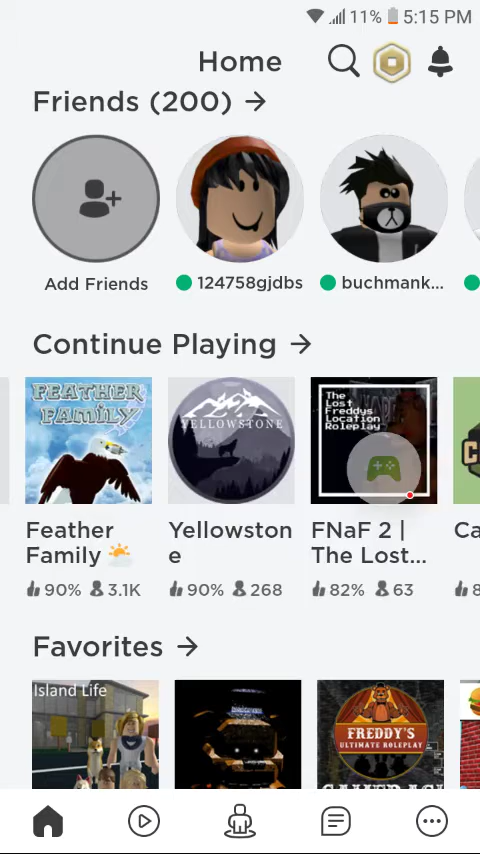 11% 5:15 PM
Home
Friends (200) →
Add Friends
124758gjdbs
buchmank...
Continue Playing →
FEATHER
FAMILY
YELLOWSTONE
The
Lost
Freddys
Location
Roleplay
Feather
Family
Yellowston
e
FNaF 2 |
The Lost...
Ca
90% 3.1K
90% 268
82% 63
8
Favorites →
Island Life
FREDDY'S
ULTIMATE ROLEPLAY